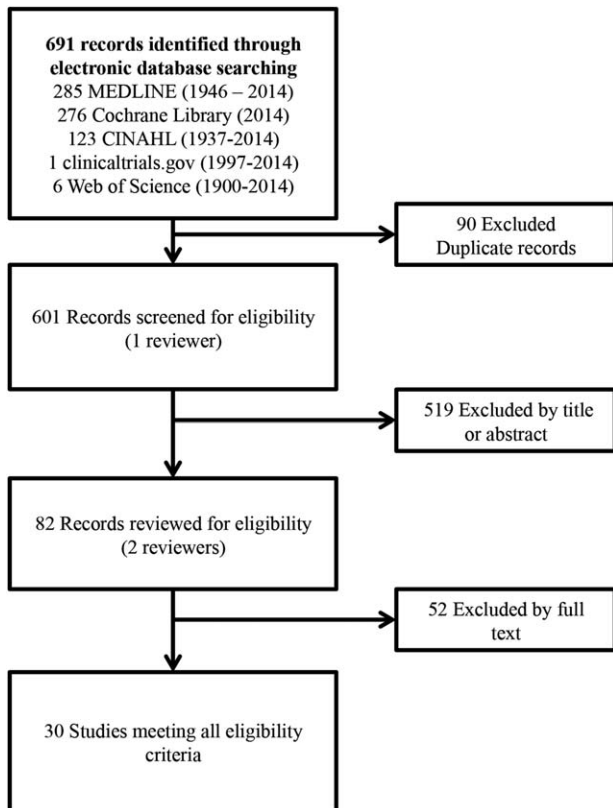 691 records identified through
electronic database searching
285 MEDLINE (1946 – 2014)
276 Cochrane Library (2014)
123 CINAHL (1937-2014)
1 clinicaltrials.gov (1997-2014)
6 Web of Science (1900-2014)
90 Excluded
Duplicate records
601 Records screened for eligibility
(1 reviewer)
519 Excluded by title
or abstract
82 Records reviewed for eligibility
(2 reviewers)
52 Excluded by full
text
30 Studies meeting all eligibility
criteria